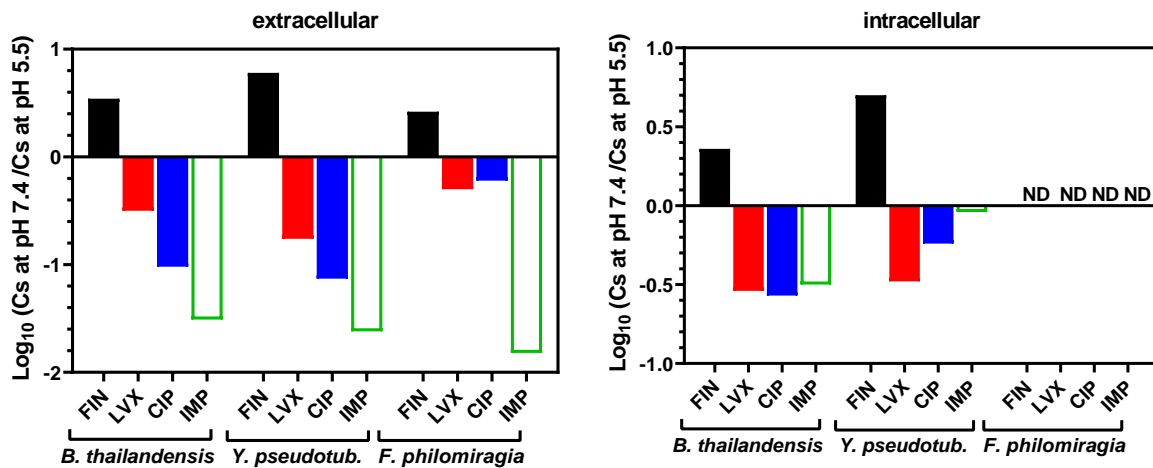 extracellular
Log10 (Cs at pH 7.4 /Cs at pH 5.5)
1
0
-1
-2
FIN LVX CIP IMP FIN LVX CIP IMP FIN LVX CIP IMP
B. thailandensis Y. pseudotub. F. philomiragia
intracellular
Log10 (Cs at pH 7.4 /Cs at pH 5.5)
1.0
0.5
0.0
-0.5
-1.0
ND ND ND ND
FIN LVX CIP IMP FIN LVX CIP IMP FIN LVX CIP IMP
B. thailandensis Y. pseudotub. F. philomiragia